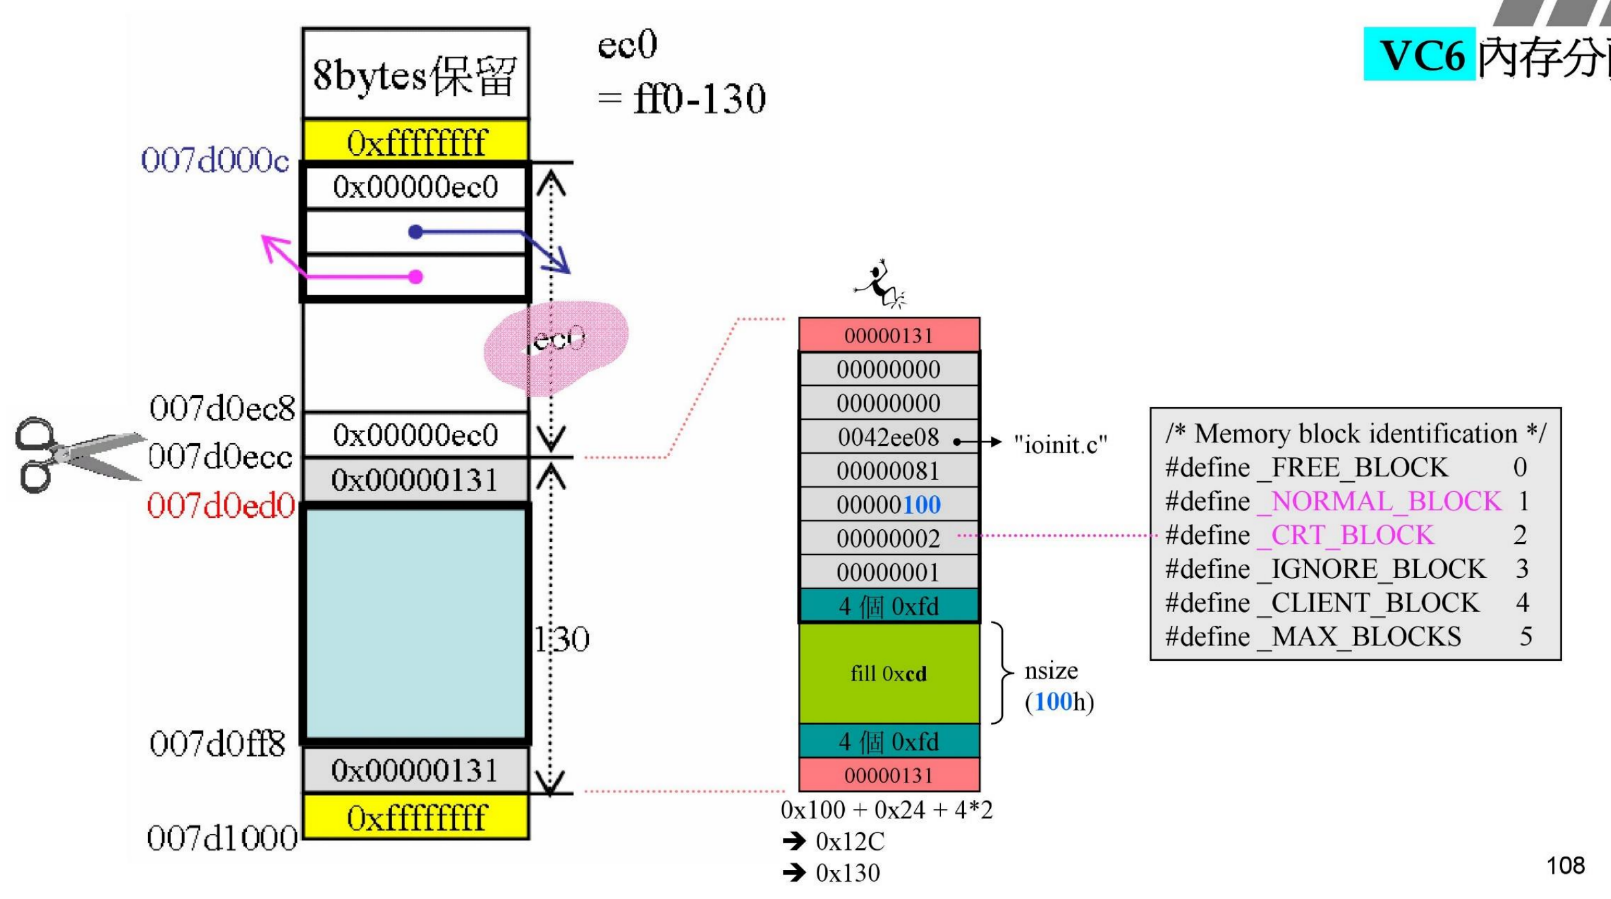 VC6 內存分
8bytes保留
0xffffffff
007d000c
0x00000ec0
ec0
= ff0-130
ec0
007d0ec8
0x00000ec0
007d0ecc
0x00000131
007d0ed0
130
007d0ff8
0x00000131
0xffffffff
007d1000
00000131
00000000
00000000
0042ee08
"ioinit.c"
00000081
00000100
00000002
00000001
4 個 0xfd
fill 0xcd
nsize
(100h)
4 個 0xfd
00000131
0x100 + 0x24 + 4*2
➔ 0x12C
➔ 0x130
/* Memory block identification */
#define _FREE_BLOCK 0
#define _NORMAL_BLOCK 1
#define _CRT_BLOCK 2
#define _IGNORE_BLOCK 3
#define _CLIENT_BLOCK 4
#define _MAX_BLOCKS 5
108